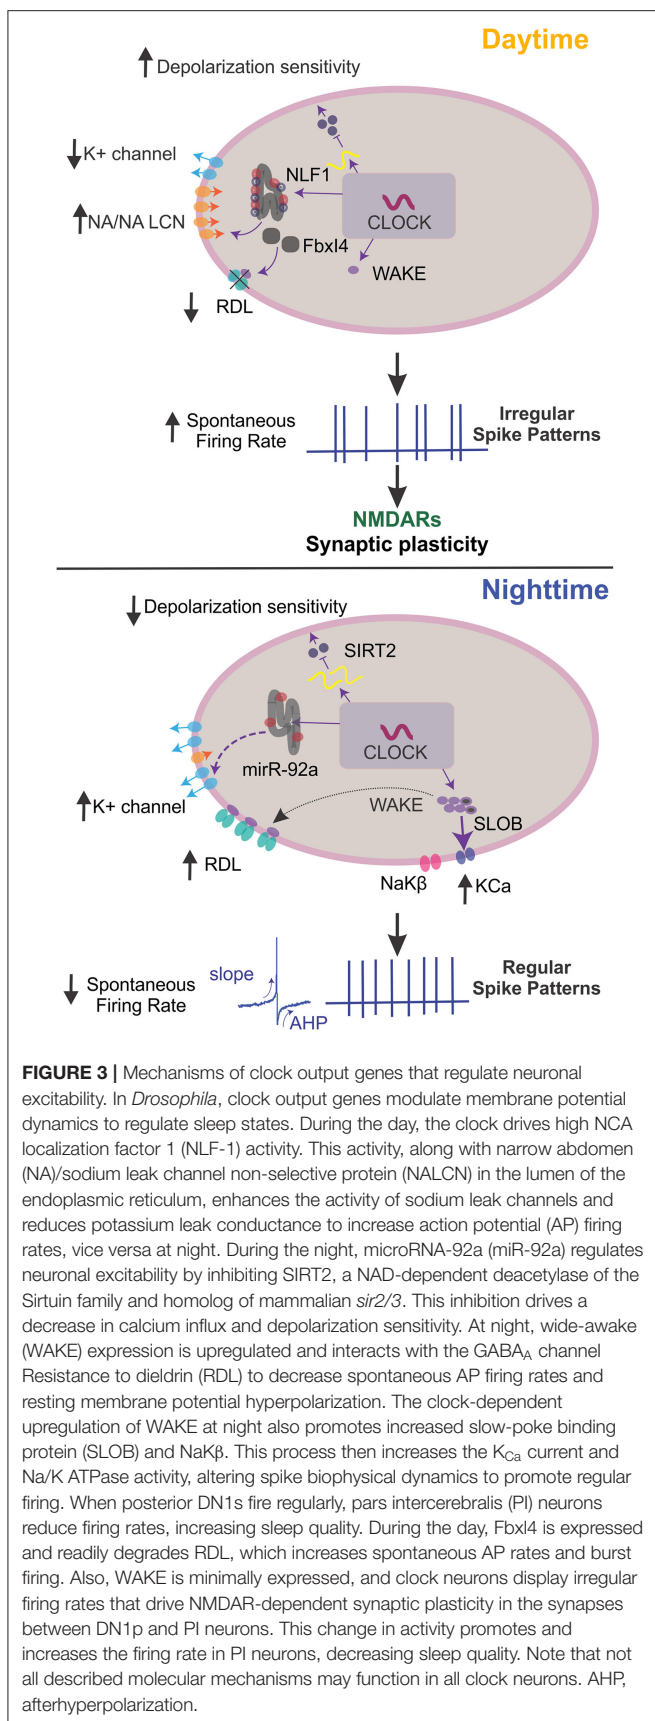 Daytime
Depolarization sensitivity
K+ channel
NLF1
NA/NA LCN
CLOCK
Fbxl4
WAKE
RDL
Spontaneous
Firing Rate
Irregular
Spike Patterns
NMDARs
Synaptic plasticity
Nighttime
Depolarization sensitivity
SIRT2
CLOCK
mirR-92a
K+ channel
WAKE
SLOB
RDL
NaKβ
KCa
slope
Spontaneous
Firing Rate
AHP
Regular
Spike Patterns
FIGURE 3 | Mechanisms of clock output genes that regulate neuronal
excitability. In Drosophila, clock output genes modulate membrane potential
dynamics to regulate sleep states. During the day, the clock drives high NCA
localization factor 1 (NLF-1) activity. This activity, along with narrow abdomen
(NA)/sodium leak channel non-selective protein (NALCN) in the lumen of the
endoplasmic reticulum, enhances the activity of sodium leak channels and
reduces potassium leak conductance to increase action potential (AP) firing
rates, vice versa at night. During the night, microRNA-92a (miR-92a) regulates
neuronal excitability by inhibiting SIRT2, a NAD-dependent deacetylase of the
Sirtuin family and homolog of mammalian sir2/3. This inhibition drives a
decrease in calcium influx and depolarization sensitivity. At night, wide-awake
(WAKE) expression is upregulated and interacts with the GABAA channel
Resistance to dieldrin (RDL) to decrease spontaneous AP firing rates and
resting membrane potential hyperpolarization. The clock-dependent
upregulation of WAKE at night also promotes increased slow-poke binding
protein (SLOB) and NaKβ. This process then increases the KCa current and
Na/K ATPase activity, altering spike biophysical dynamics to promote regular
firing. When posterior DN1s fire regularly, pars intercerebralis (PI) neurons
reduce firing rates, increasing sleep quality. During the day, Fbxl4 is expressed
and readily degrades RDL, which increases spontaneous AP rates and burst
firing. Also, WAKE is minimally expressed, and clock neurons display irregular
firing rates that drive NMDAR-dependent synaptic plasticity in the synapses
between DN1p and PI neurons. This change in activity promotes and
increases the firing rate in PI neurons, decreasing sleep quality. Note that not
all described molecular mechanisms may function in all clock neurons. AHP,
afterhyperpolarization.